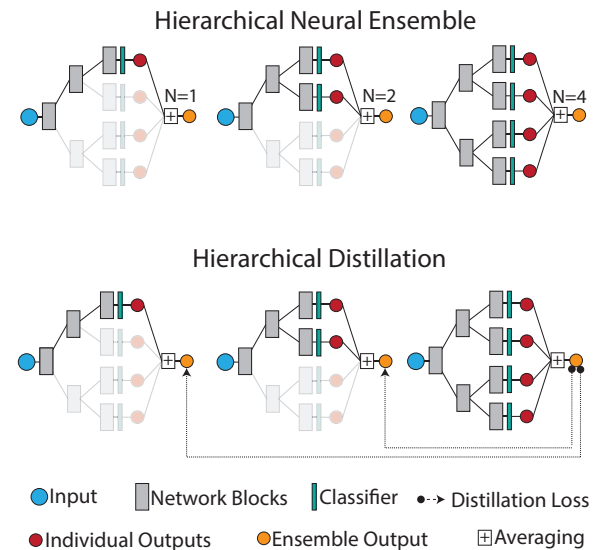 Hierarchical Neural Ensemble
N=1
N=2
N=4
+
+
+
Hierarchical Distillation
+
+
+
Input
Network Blocks
Classifier
Distillation Loss
Individual Outputs
Ensemble Output
+ Averaging